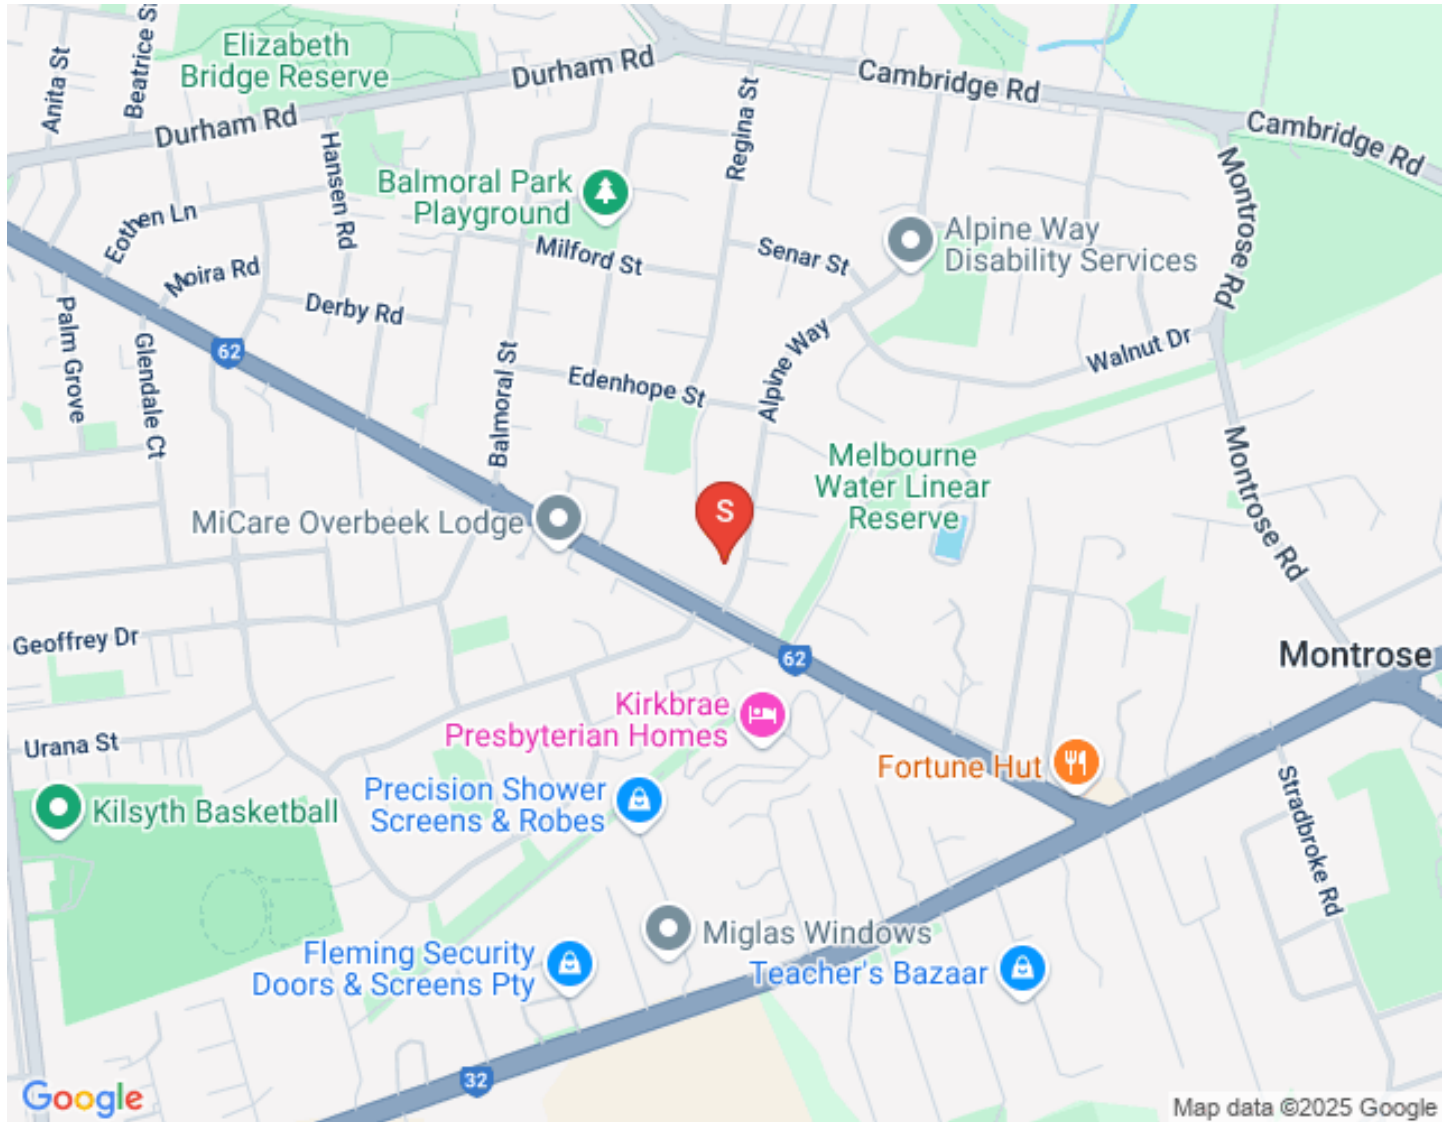 Elizabeth
Bridge Reserve
Durham Rd
Cambridge Rd
Anita St
Beatrice St
Durham Rd
Hansen Rd
Regina St
Cambridge Rd
Montrose Rd
Balmoral Park
Playground
Eothen Ln
Milford St
Senar St
Alpine Way
Disability Services
Moira Rd
Derby Rd
Palm Grove
Glendale Ct
62
Balmoral St
Edenhope St
Alpine Way
Walnut Dr
Melbourne
Water Linear
Reserve
Montrose Rd
MiCare Overbeek Lodge
S
Geoffrey Dr
62
Montrose
Kirkbrae
Presbyterian Homes
Urana St
Fortune Hut
Precision Shower
Screens & Robes
Kilsyth Basketball
Stradbroke Rd
Miglas Windows
Fleming Security
Doors & Screens Pty
Teacher's Bazaar
32
Google
Map data ©2025 Google